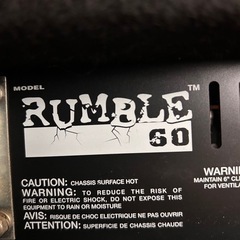 MODEL
RUMBLE™
60
CAUTION: CHASSIS SURFACE HOT
WARNING: TO REDUCE THE RISK OF
FIRE OR ELECTRIC SHOCK, DO NOT EXPOSE THIS
EQUIPMENT TO RAIN OR MOISTURE
AVIS: RISQUE DE CHOC ELECTRIQUE NE PAS OUVRIR
ATTENTION: SUPERFICIE DE CHASSIS CHAUDE
WARNI
MAINTAIN 6" CL
FOR VENTILA